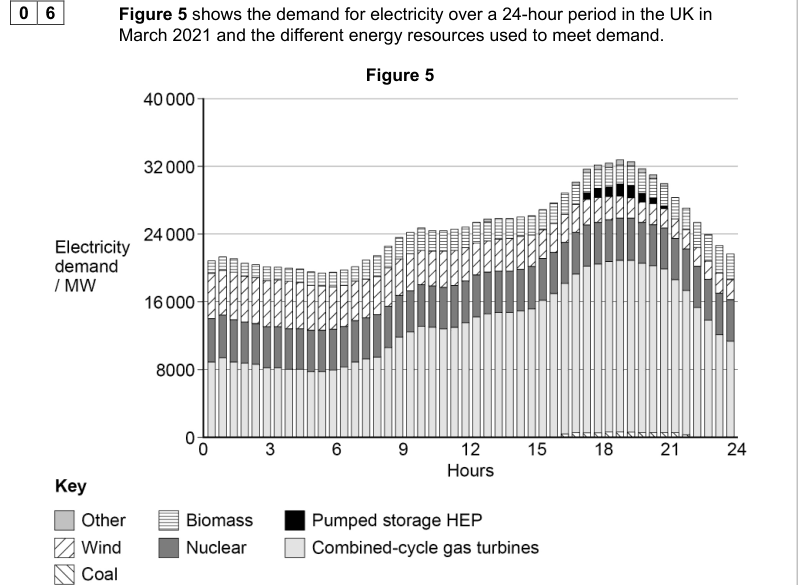 0 6
Figure 5 shows the demand for electricity over a 24-hour period in the UK in
March 2021 and the different energy resources used to meet demand.
Figure 5
40 000
32 000
24 000
16 000
8000
0
Electricity
demand
/ MW
0 3 6 9 12 15 18 21 24
Hours
Key
Other Biomass Pumped storage HEP
Wind Nuclear Combined-cycle gas turbines
Coal